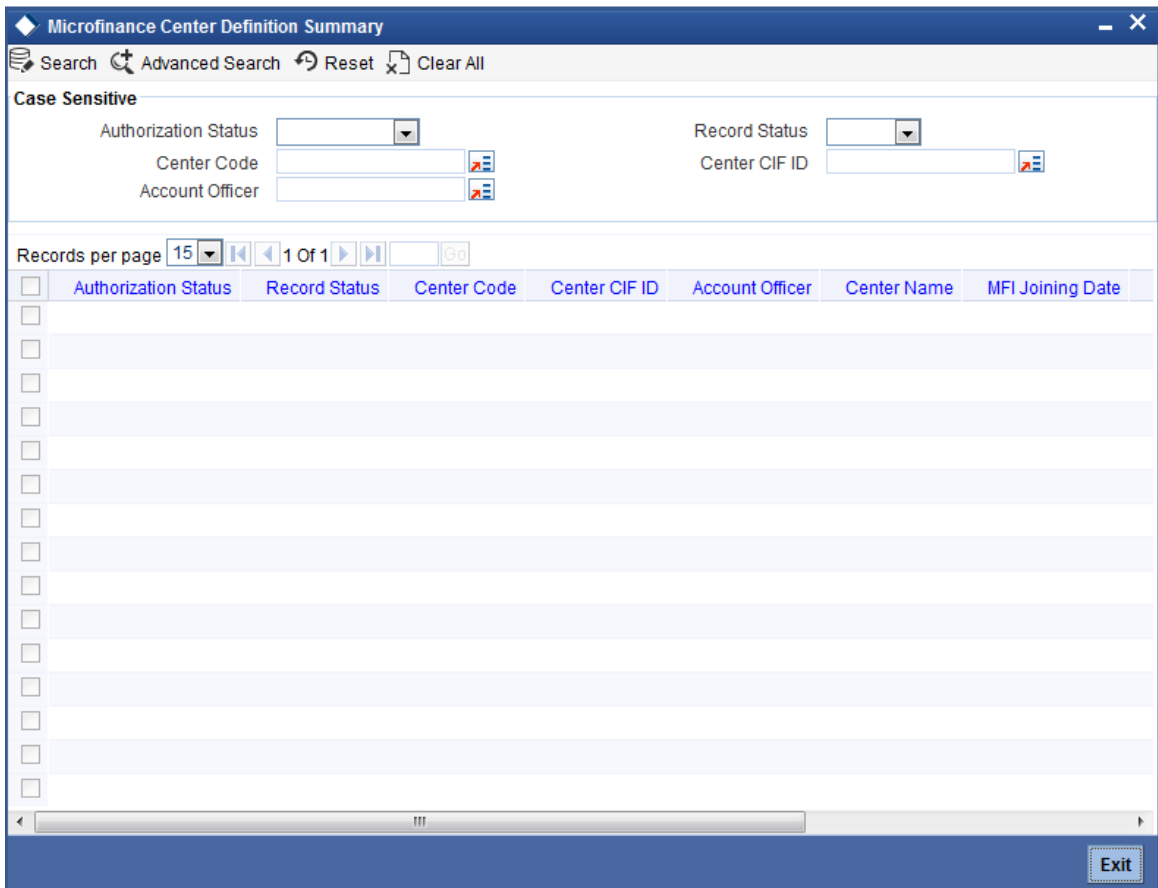 Microfinance Center Definition Summary
Search Advanced Search Reset Clear All
Case Sensitive
Authorization Status Record Status
Center Code Center CIF ID
Account Officer
Records per page 15 1 Of 1 Go
Authorization Status Record Status Center Code Center CIF ID Account Officer Center Name MFI Joining Date
Exit